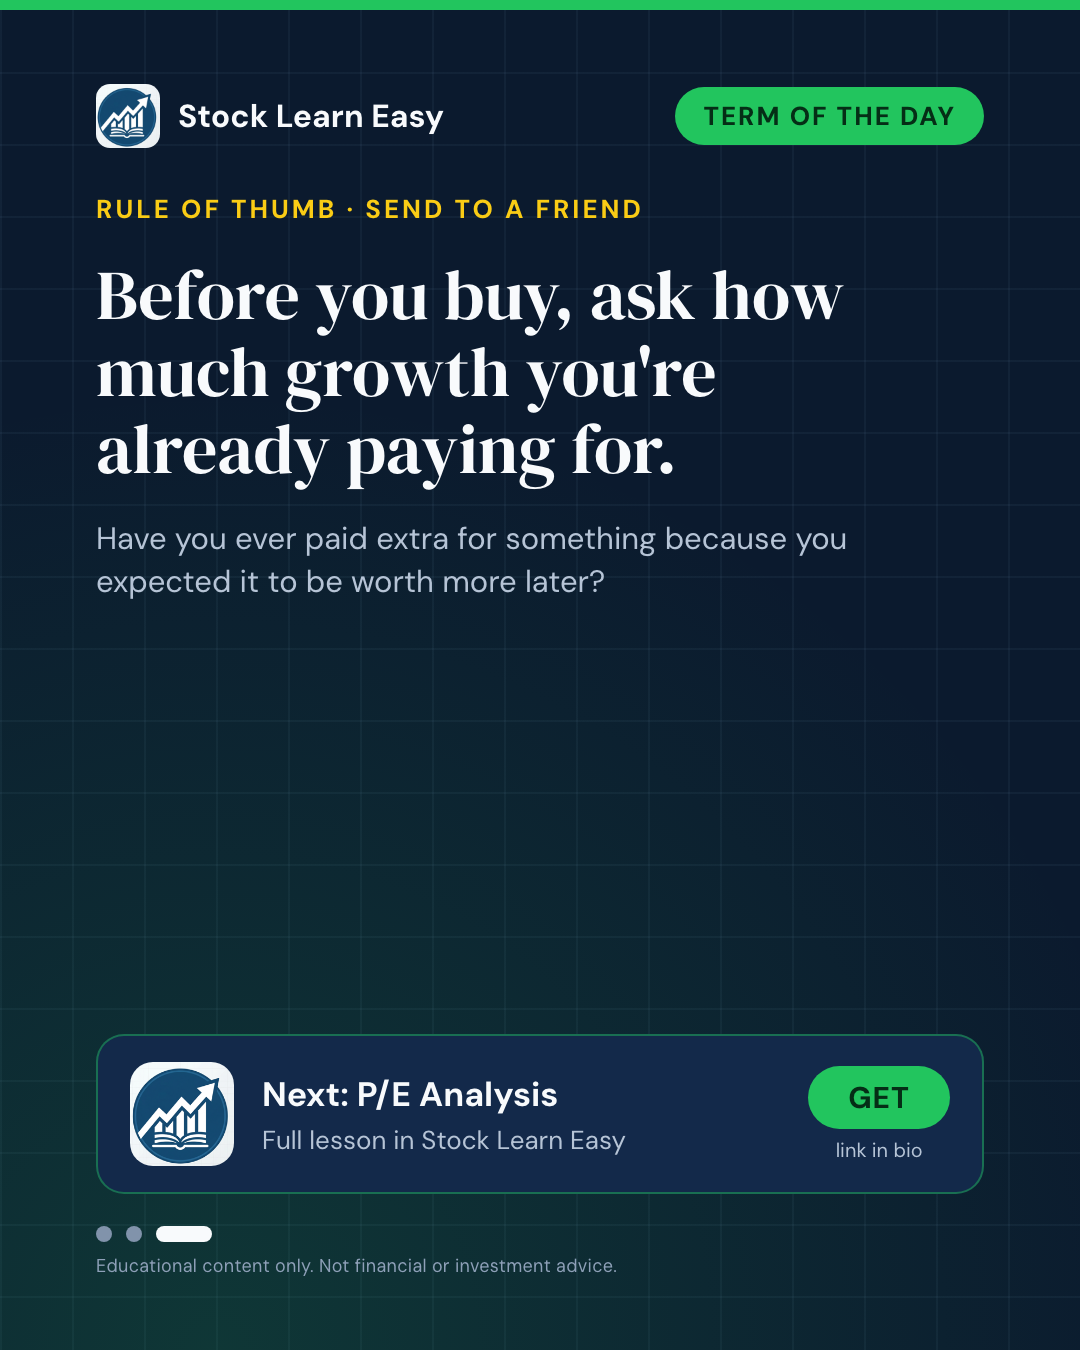 Stock Learn Easy
TERM OF THE DAY
RULE OF THUMB · SEND TO A FRIEND
Before you buy, ask how
much growth you're
already paying for.
Have you ever paid extra for something because you
expected it to be worth more later?
Next: P/E Analysis
Full lesson in Stock Learn Easy
GET
link in bio
Educational content only. Not financial or investment advice.